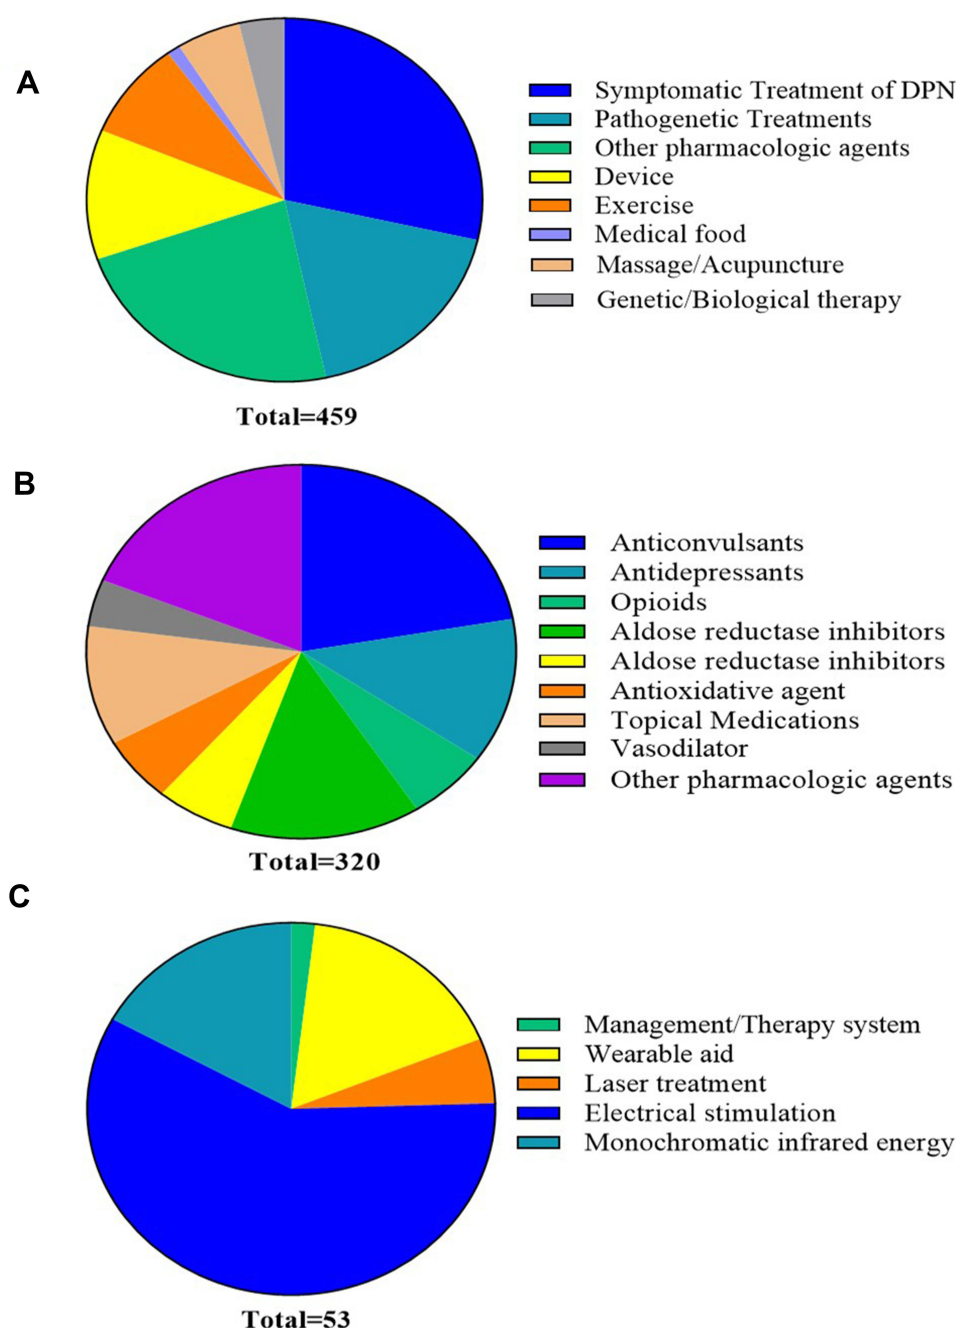 A
Symptomatic Treatment of DPN
Pathogenetic Treatments
Other pharmacologic agents
Device
Exercise
Medical food
Massage/Acupuncture
Genetic/Biological therapy
Total=459
B
Anticonvulsants
Antidepressants
Opioids
Aldose reductase inhibitors
Aldose reductase inhibitors
Antioxidative agent
Topical Medications
Vasodilator
Other pharmacologic agents
Total=320
C
Management/Therapy system
Wearable aid
Laser treatment
Electrical stimulation
Monochromatic infrared energy
Total=53